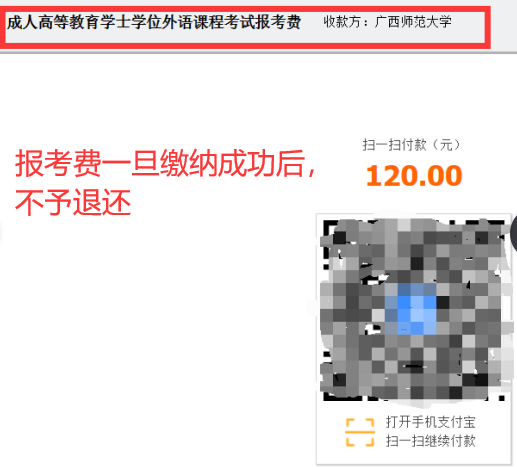 成人高等教育学士学位外语课程考试报考费 收款方：广西师范大学
扫一扫付款（元）
120.00
报考费一旦缴纳成功后，
不予退还
打开手机支付宝
扫一扫继续付款